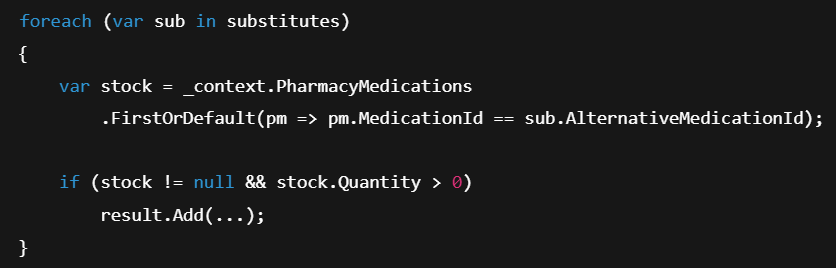 foreach (var sub in substitutes)
{
    var stock = _context.PharmacyMedications
        .FirstOrDefault(pm => pm.MedicationId == sub.AlternativeMedicationId);

    if (stock != null && stock.Quantity > 0)
        result.Add(...);
}